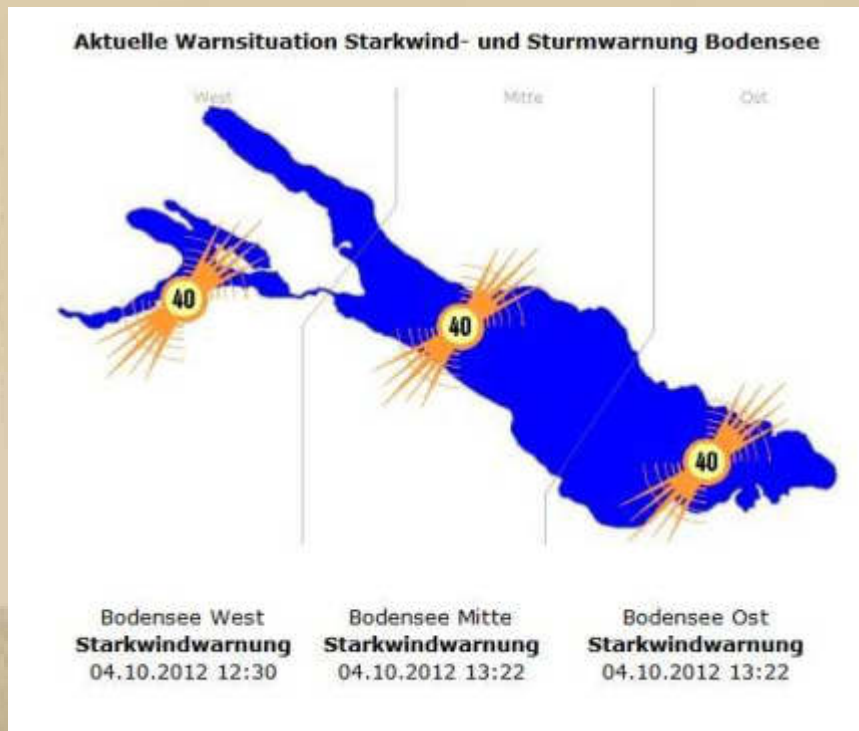 Aktuelle Warnsituation Starkwind- und Sturmwarnung Bodensee
West Mitte Ost
40
40
40
Bodensee West
Starkwindwarnung
04.10.2012 12:30
Bodensee Mitte
Starkwindwarnung
04.10.2012 13:22
Bodensee Ost
Starkwindwarnung
04.10.2012 13:22